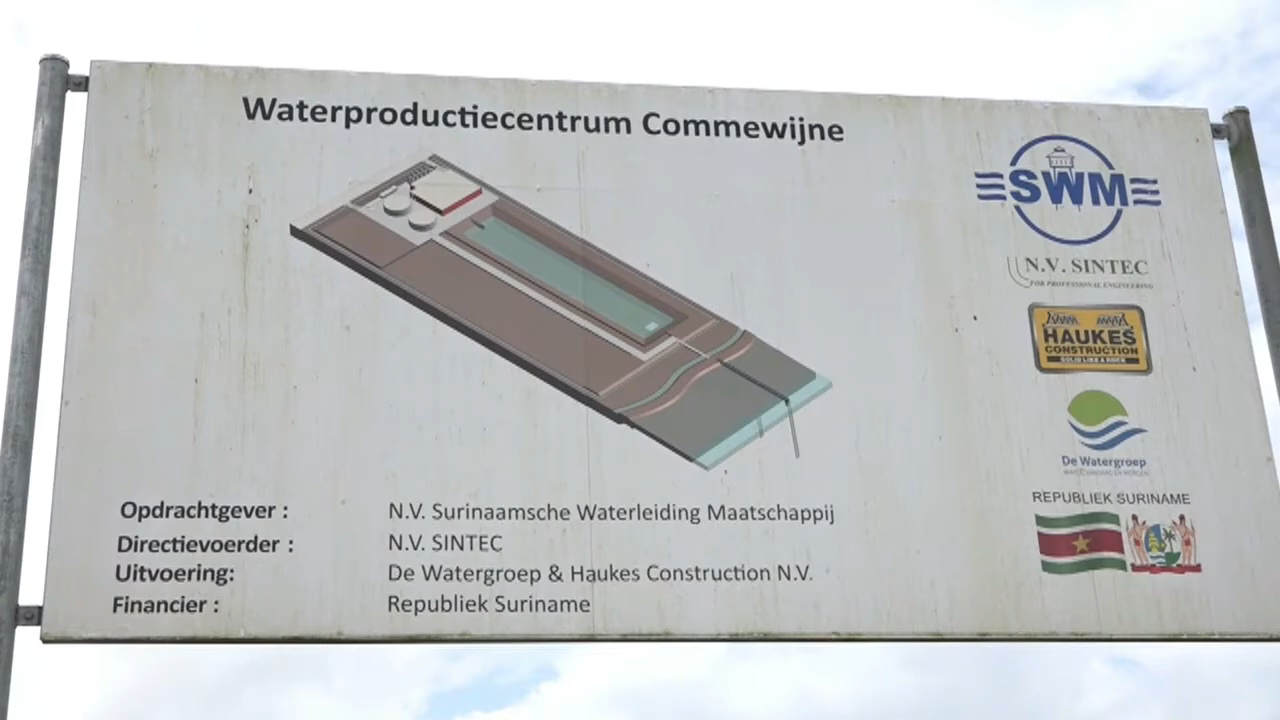 Waterproductiecentrum Commewijne
SWM
N.V. SINTEC
FOR PROFESSIONAL ENGINEERING
HAUKES
CONSTRUCTION
De Watergroep
REPUBLIEK SURINAME
Opdrachtgever : N.V. Surinaamsche Waterleiding Maatschappij
Directievoerder : N.V. SINTEC
Uitvoering: De Watergroep & Haukes Construction N.V.
Financier : Republiek Suriname